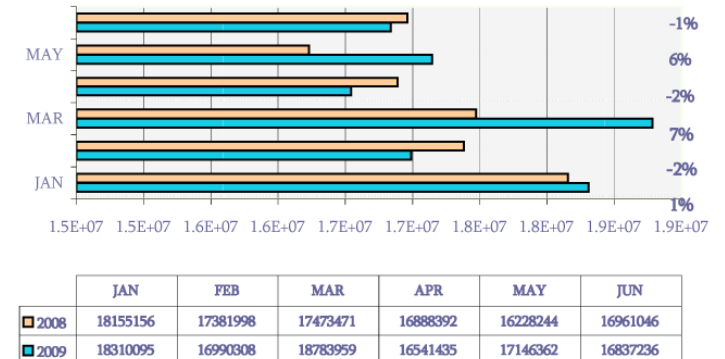 -1%
MAY
6%
-2%
MAR
7%
-2%
JAN
1%
1.5E+07 1.5E+07 1.6E+07 1.6E+07 1.7E+07 1.7E+07 1.8E+07 1.8E+07 1.9E+07 1.9E+07
JAN FEB MAR APR MAY JUN
2008 18155156 17381998 17473471 16888392 16228244 16961046
2009 18310095 16990308 18783959 16541435 17146362 16837236